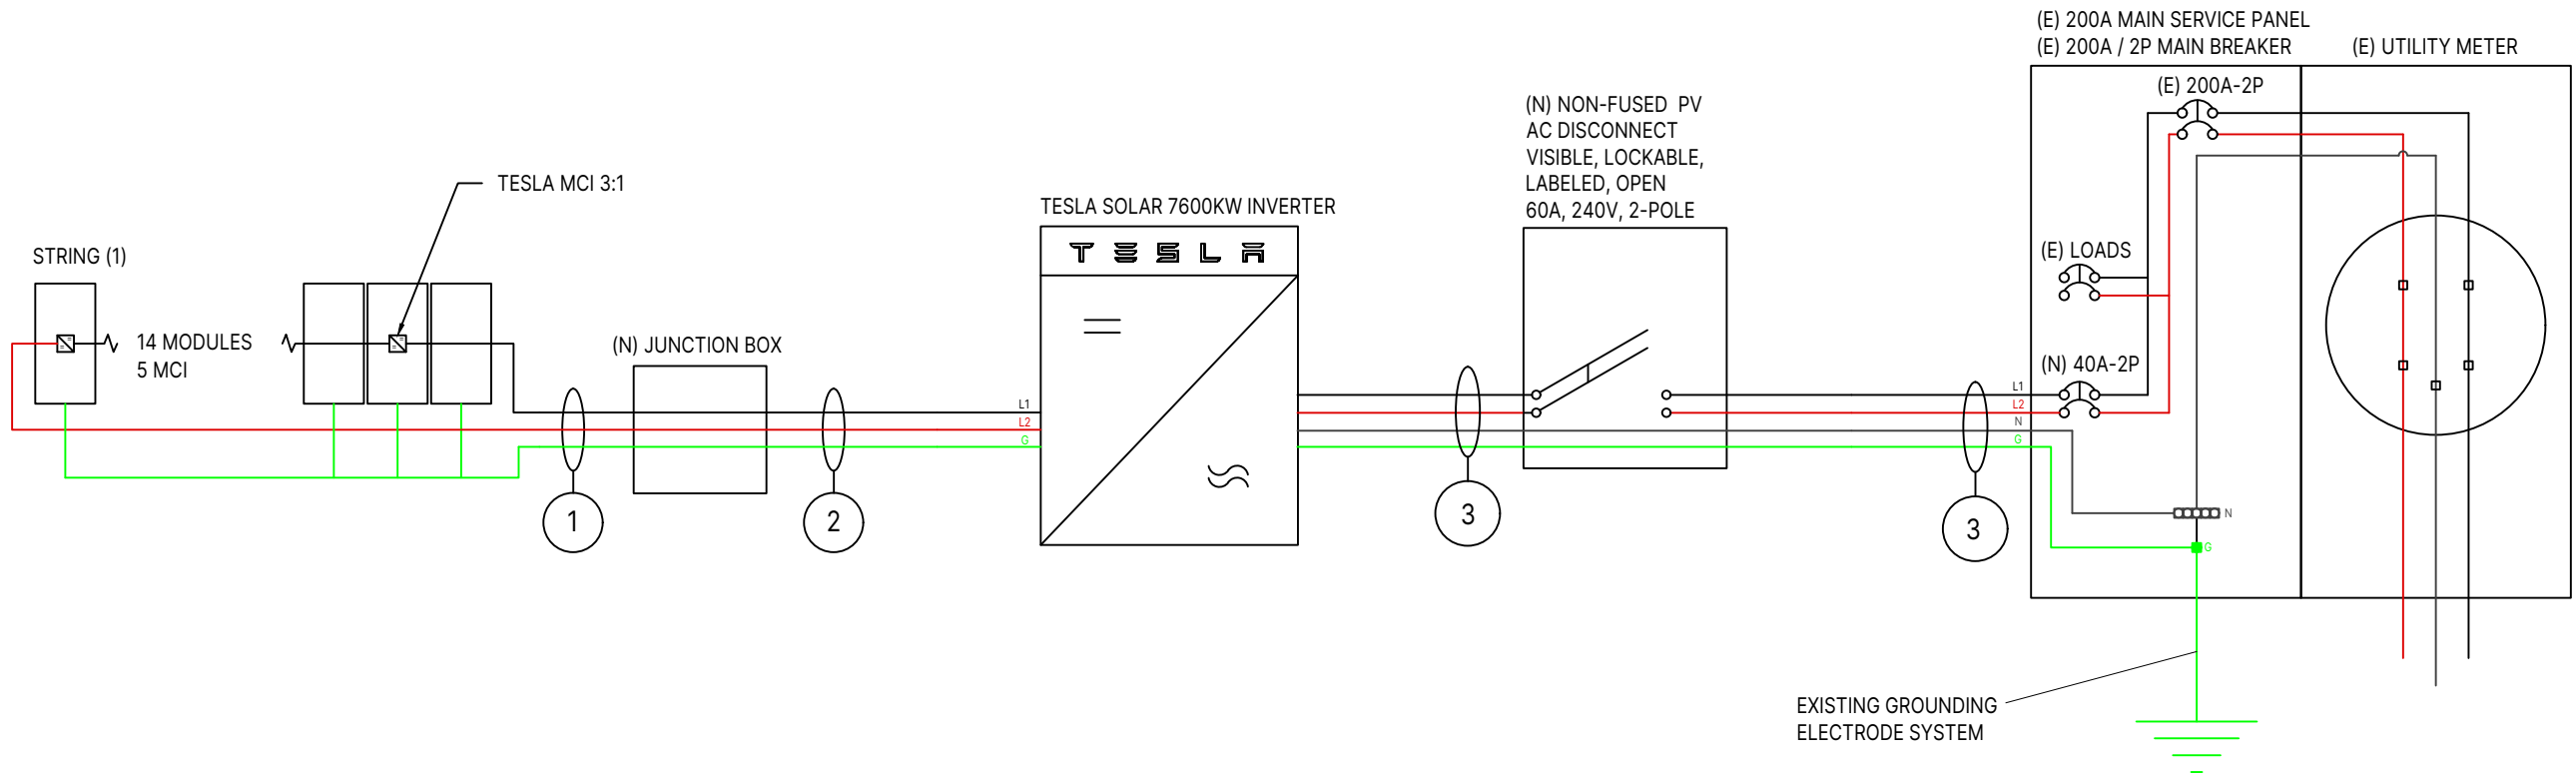 (E) 200A MAIN SERVICE PANEL
(E) 200A / 2P MAIN BREAKER
(E) UTILITY METER
(E) 200A-2P
(N) NON-FUSED PV
AC DISCONNECT
VISIBLE, LOCKABLE,
LABELED, OPEN
60A, 240V, 2-POLE
TESLA MCI 3:1
TESLA SOLAR 7600KW INVERTER
TESLA
STRING (1)
(E) LOADS
14 MODULES
5 MCI
(N) JUNCTION BOX
(N) 40A-2P
L1
L2
G
L1
L2
N
G
1
2
3
3
N
G
EXISTING GROUNDING
ELECTRODE SYSTEM